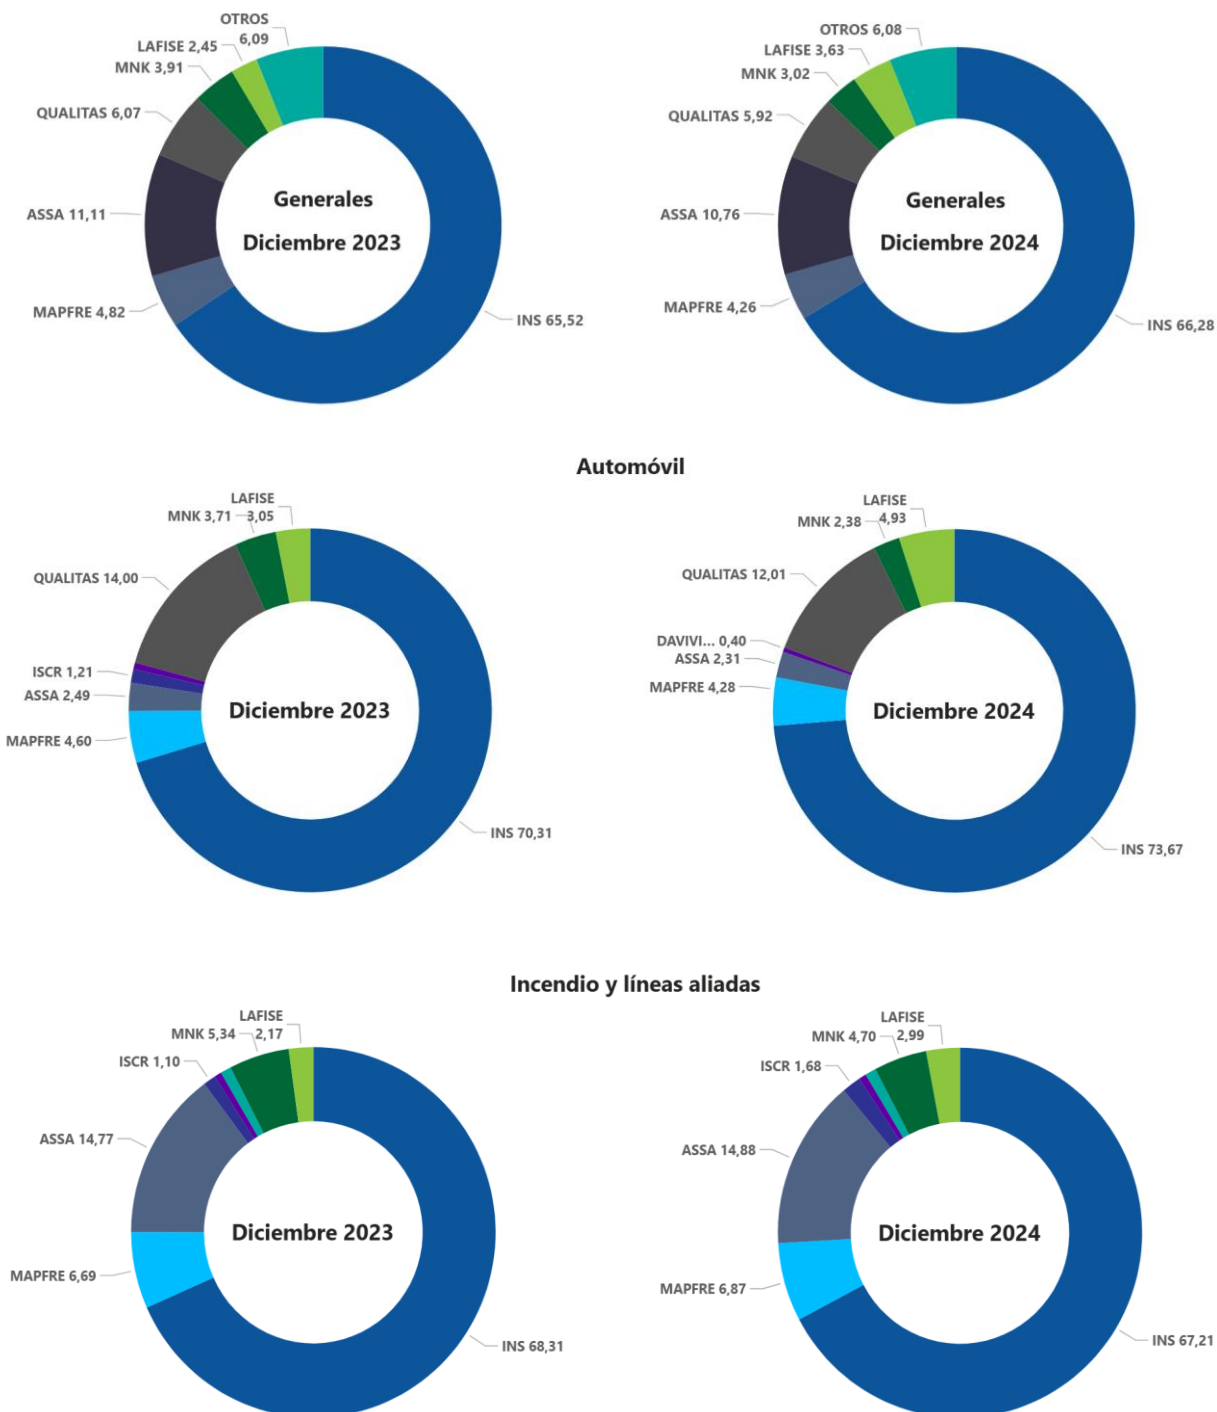 OTROS
6,09
LAFISE 2,45
MNK 3,91
QUALITAS 6,07
ASSA 11,11
MAPFRE 4,82
INS 65,52
Generales
Diciembre 2023
OTROS 6,08
LAFISE 3,63
MNK 3,02
QUALITAS 5,92
ASSA 10,76
MAPFRE 4,26
INS 66,28
Generales
Diciembre 2024
Automóvil
LAFISE
3,05
MNK 3,71
QUALITAS 14,00
ISCR 1,21
ASSA 2,49
MAPFRE 4,60
INS 70,31
Diciembre 2023
LAFISE
4,93
MNK 2,38
QUALITAS 12,01
DAVIVI... 0,40
ASSA 2,31
MAPFRE 4,28
INS 73,67
Diciembre 2024
Incendio y líneas aliadas
LAFISE
2,17
MNK 5,34
ISCR 1,10
ASSA 14,77
MAPFRE 6,69
INS 68,31
Diciembre 2023
LAFISE
2,99
MNK 4,70
ISCR 1,68
ASSA 14,88
MAPFRE 6,87
INS 67,21
Diciembre 2024